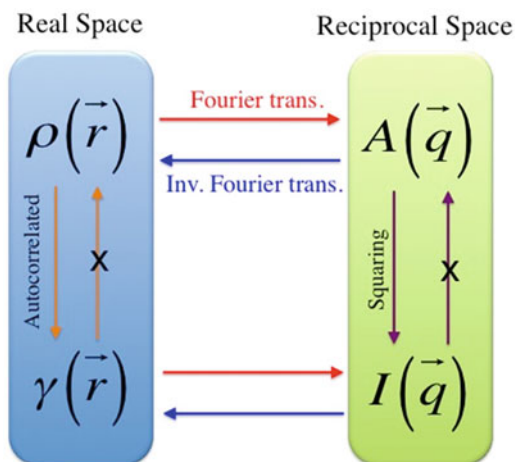 Real Space
Reciprocal Space
Fourier trans.
ρ(r⃗)
A(q⃗)
Inv. Fourier trans.
Autocorrelated
X
Squaring
X
γ(r⃗)
I(q⃗)